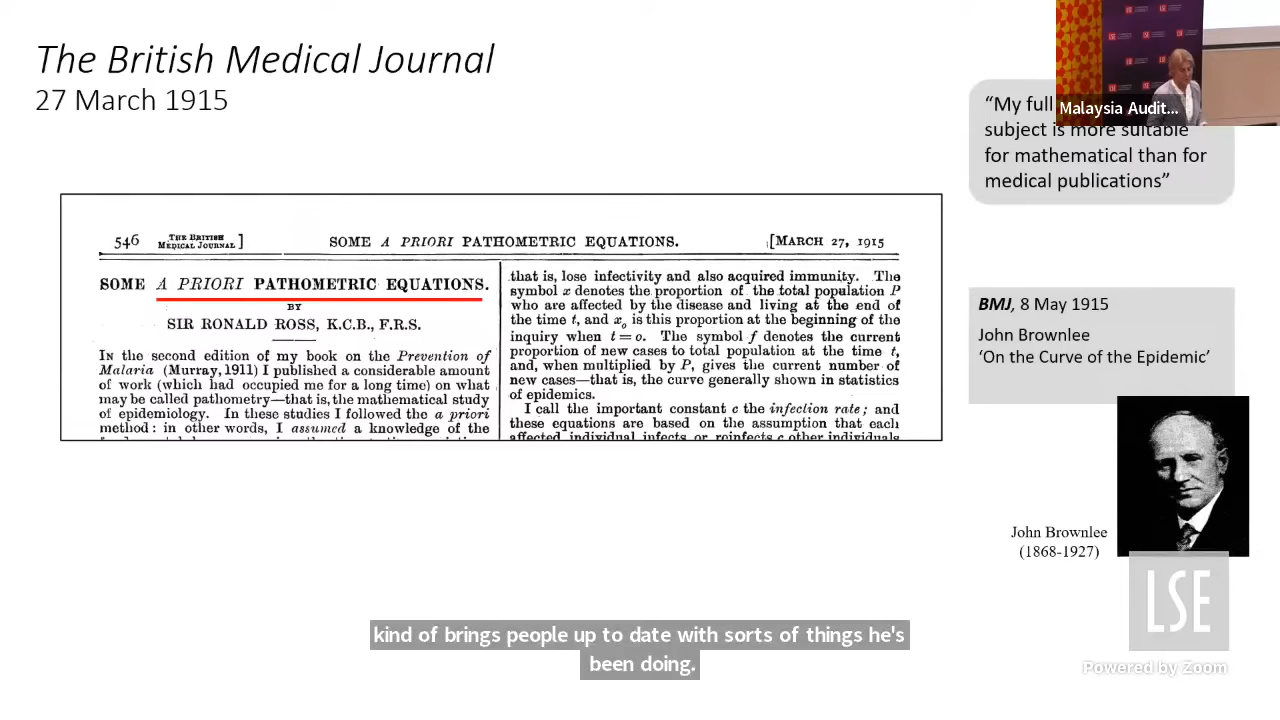 The British Medical Journal
27 March 1915
“My full
subject is more suitable
for mathematical than for
medical publications”
Malaysia Audit...
546 THE BRITISH MEDICAL JOURNAL ] SOME A PRIORI PATHOMETRIC EQUATIONS. [MARCH 27, 1915
SOME A PRIORI PATHOMETRIC EQUATIONS.
BY
SIR RONALD ROSS, K.C.B., F.R.S.
IN the second edition of my book on the Prevention of
Malaria (Murray, 1911) I published a considerable amount
of work (which had occupied me for a long time) on what
may be called pathometry—that is, the mathematical study
of epidemiology. In these studies I followed the a priori
method: in other words, I assumed a knowledge of the
that is, lose infectivity and also acquired immunity. The
symbol x denotes the proportion of the total population P
who are affected by the disease and living at the end of
the time t, and x₀ is this proportion at the beginning of the
inquiry when t=o. The symbol f denotes the current
proportion of new cases to total population at the time t,
and, when multiplied by P, gives the current number of
new cases—that is, the curve generally shown in statistics
of epidemics.
I call the important constant c the infection rate; and
these equations are based on the assumption that each
affected individual infects or reinfects c other individuals
BMJ, 8 May 1915
John Brownlee
‘On the Curve of the Epidemic’
John Brownlee
(1868-1927)
LSE
Powered by Zoom
kind of brings people up to date with sorts of things he's
been doing.